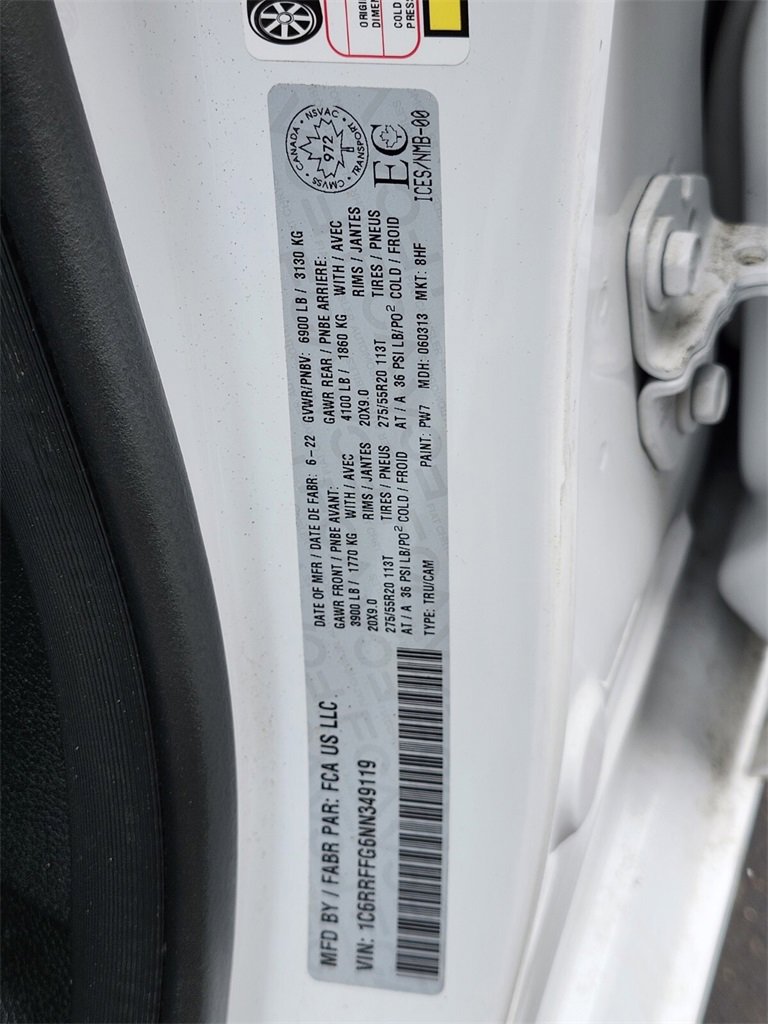 ORIGI
DIMEN
COLD
PRES
MFD BY / FABR PAR: FCA US LLC
VIN: 1C6RRFFG6NN349119
DATE OF MFR / DATE DE FABR: 6-22 GVWR/PNBV: 6900 LB / 3130 KG
GAWR FRONT / PNBE AVANT: GAWR REAR / PNBE ARRIERE:
3900 LB / 1770 KG WITH / AVEC 4100 LB / 1860 KG WITH / AVEC
20X9.0 RIMS / JANTES 20X9.0 RIMS / JANTES
275/55R20 113T TIRES / PNEUS 275/55R20 113T TIRES / PNEUS
AT / A 36 PSI LB/PO² COLD / FROID AT / A 36 PSI LB/PO² COLD / FROID
TYPE: TRU/CAM PAINT: PW7 MDH: 060313 MKT: 8HF
CANADA · NSVAC · TRANSPORT · CMVSS
972
EC
ICES/NMB-00